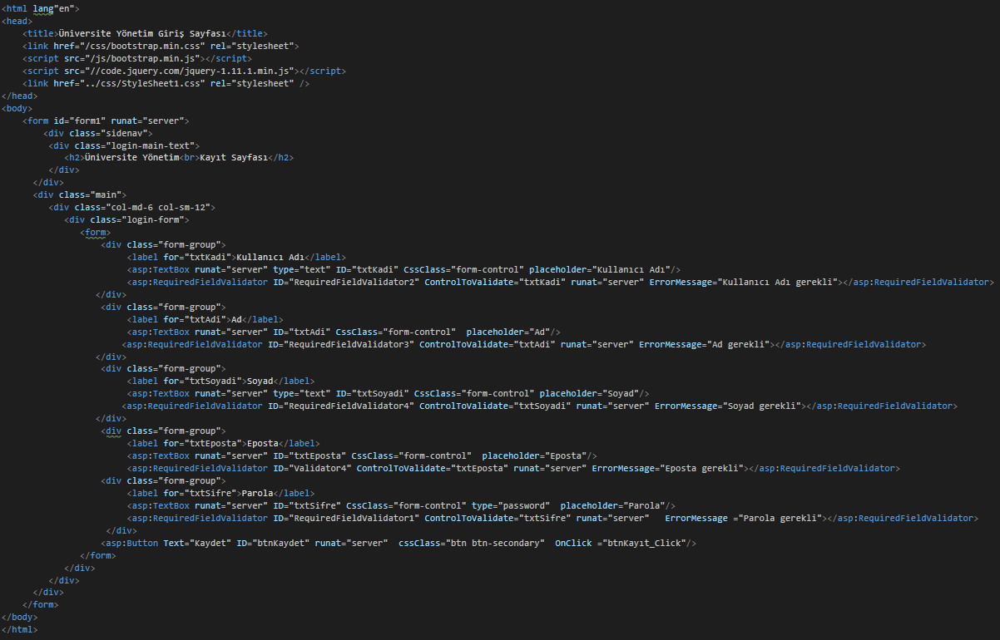 <html lang"en">
<head>
<title>Üniversite Yönetim Giriş Sayfası</title>
<link href="/css/bootstrap.min.css" rel="stylesheet">
<script src="/js/bootstrap.min.js"></script>
<script src="//code.jquery.com/jquery-1.11.1.min.js"></script>
<link href="../css/StyleSheet1.css" rel="stylesheet" />
</head>
<body>
<form id="form1" runat="server">
<div class="sidenav">
<div class="login-main-text">
<h2>Üniversite Yönetim<br>Kayıt Sayfası</h2>
</div>
</div>
<div class="main">
<div class="col-md-6 col-sm-12">
<div class="login-form">
<form>
<div class="form-group">
<label for="txtKadi">Kullanıcı Adı</label>
<asp:TextBox runat="server" type="text" ID="txtKadi" CssClass="form-control" placeholder="Kullanıcı Adı"/>
<asp:RequiredFieldValidator ID="RequiredFieldValidator2" ControlToValidate="txtKadi" runat="server" ErrorMessage="Kullanıcı Adı gerekli"></asp:RequiredFieldValidator>
</div>
<div class="form-group">
<label for="txtAdi">Ad</label>
<asp:TextBox runat="server" ID="txtAdi" CssClass="form-control"  placeholder="Ad"/>
<asp:RequiredFieldValidator ID="RequiredFieldValidator3" ControlToValidate="txtAdi" runat="server" ErrorMessage="Ad gerekli"></asp:RequiredFieldValidator>
</div>
<div class="form-group">
<label for="txtSoyadi">Soyad</label>
<asp:TextBox runat="server" type="text" ID="txtSoyadi" CssClass="form-control" placeholder="Soyad"/>
<asp:RequiredFieldValidator ID="RequiredFieldValidator4" ControlToValidate="txtSoyadi" runat="server" ErrorMessage="Soyad gerekli"></asp:RequiredFieldValidator>
</div>
<div class="form-group">
<label for="txtEposta">Eposta</label>
<asp:TextBox runat="server" ID="txtEposta" CssClass="form-control"  placeholder="Eposta"/>
<asp:RequiredFieldValidator ID="Validator4" ControlToValidate="txtEposta" runat="server" ErrorMessage="Eposta gerekli"></asp:RequiredFieldValidator>
<div class="form-group">
<label for="txtSifre">Parola</label>
<asp:TextBox runat="server" ID="txtSifre" CssClass="form-control" type="password"  placeholder="Parola"/>
<asp:RequiredFieldValidator ID="RequiredFieldValidator1" ControlToValidate="txtSifre" runat="server"   ErrorMessage ="Parola gerekli"></asp:RequiredFieldValidator>
</div>
<asp:Button Text="Kaydet" ID="btnKaydet" runat="server"  cssClass="btn btn-secondary"  OnClick ="btnKayıt_Click"/>
</form>
</div>
</div>
</div>
</form>
</body>
</html>